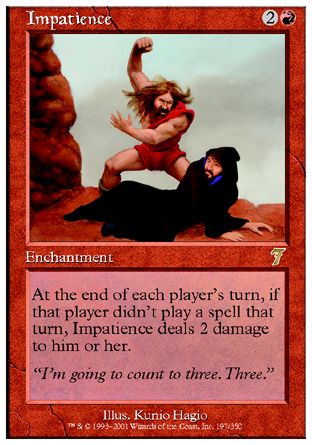 Impatience 2
Enchantment
At the end of each player's turn, if
that player didn't play a spell that
turn, Impatience deals 2 damage
to him or her.
"I'm going to count to three. Three."
Illus. Kunio Hagio
™ & © 1993–2001 Wizards of the Coast, Inc. 197/350